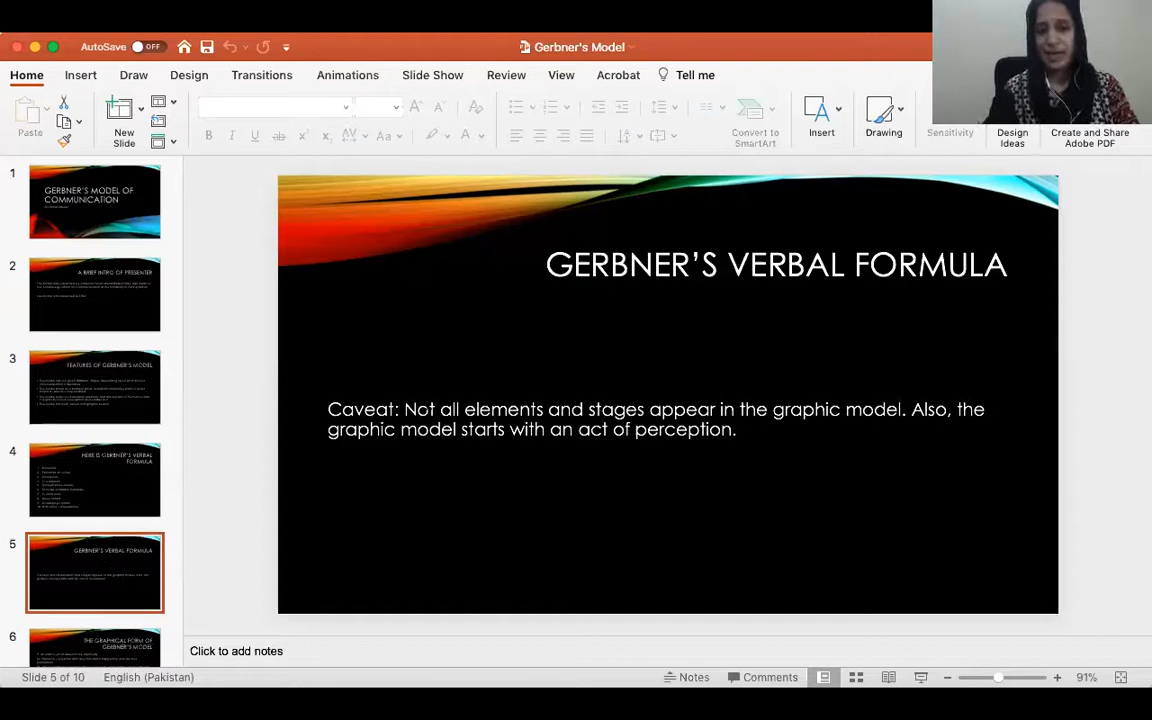 AutoSave OFF Gerbner's Model
Home Insert Draw Design Transitions Animations Slide Show Review View Acrobat Tell me
Paste New Slide Convert to SmartArt Insert Drawing Sensitivity Design Ideas Create and Share Adobe PDF
1
GERBNER'S MODEL OF
COMMUNICATION
2
A BRIEF INTRO OF PRESENTER
3
FEATURES OF GERBNER'S MODEL
4
HERE IS GERBNER'S VERBAL
FORMULA
5
GERBNER'S VERBAL FORMULA
6
THE GRAPHICAL FORM OF
GERBNER'S MODEL
GERBNER'S VERBAL FORMULA
Caveat: Not all elements and stages appear in the graphic model. Also, the
graphic model starts with an act of perception.
Click to add notes
Slide 5 of 10 English (Pakistan) Notes Comments 91%